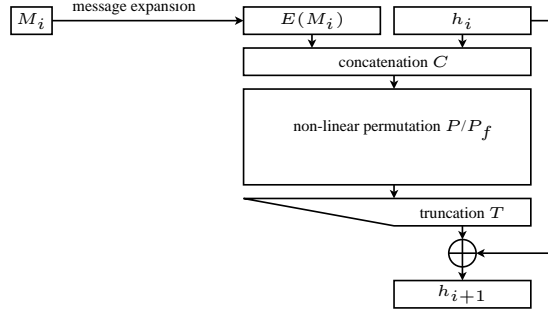 message expansion
M_i E(M_i) h_i
concatenation C
non-linear permutation P/P_f
truncation T
h_{i+1}